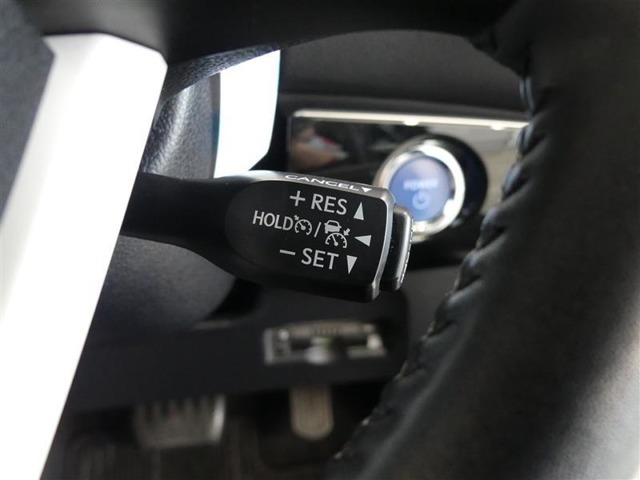 CANCEL▼
+ RES ▲
HOLD / ◀
− SET ▼
POWER